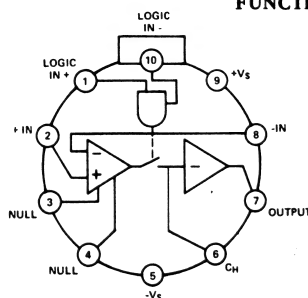 FUNCTI
LOGIC
IN -
LOGIC
IN +
10
1
9
+Vs
+ IN
2
8
-IN
-
+
-
3
NULL
7
OUTPUT
4
NULL
5
-Vs
6
CH